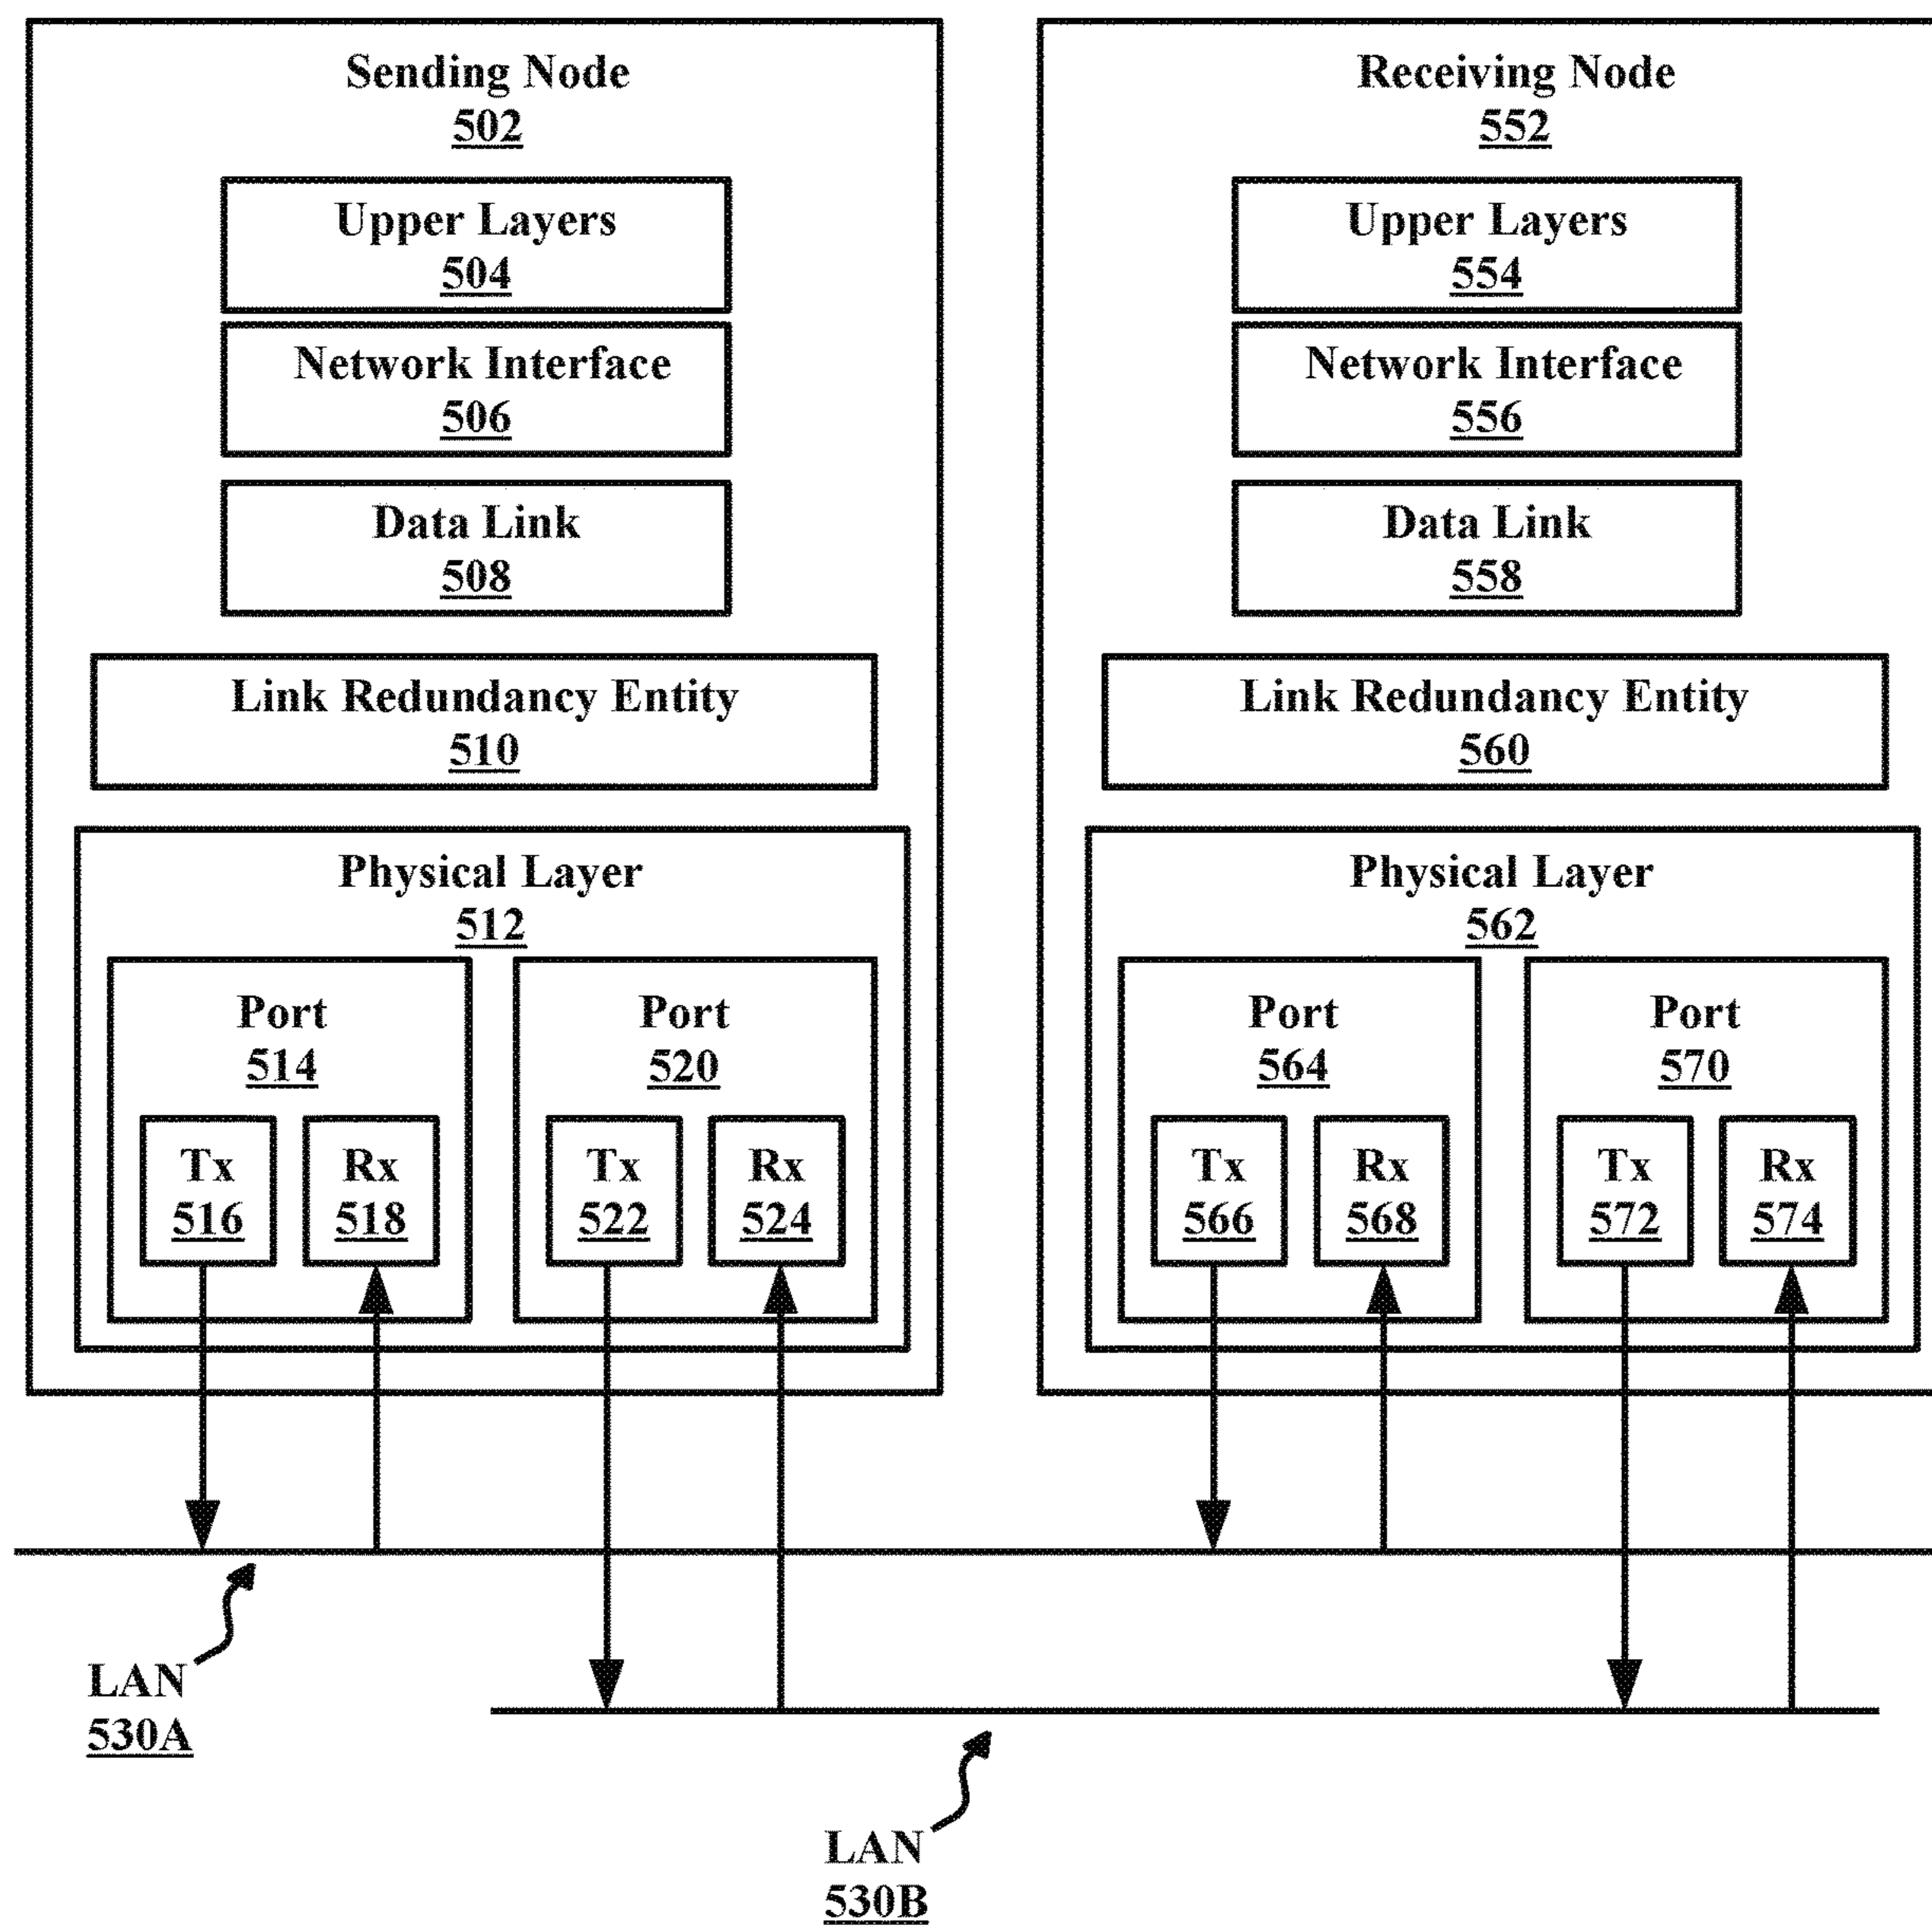 Sending Node
502
Upper Layers
504
Network Interface
506
Data Link
508
Link Redundancy Entity
510
Physical Layer
512
Port
514
Tx
516
Rx
518
Port
520
Tx
522
Rx
524
Receiving Node
552
Upper Layers
554
Network Interface
556
Data Link
558
Link Redundancy Entity
560
Physical Layer
562
Port
564
Tx
566
Rx
568
Port
570
Tx
572
Rx
574
LAN
530A
LAN
530B